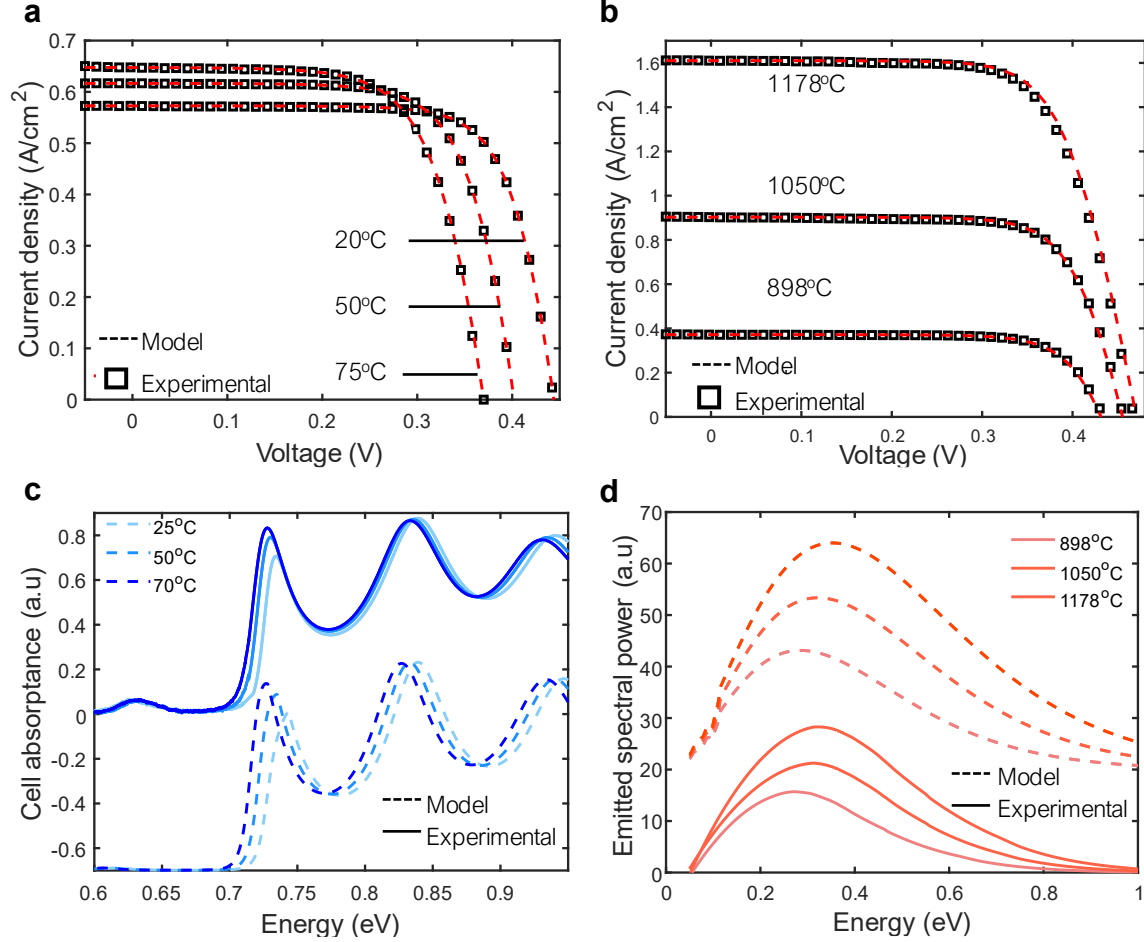 a
0.7
0.6
0.5
0.4
0.3
0.2
0.1
0
Current density (A/cm²)
20ºC
50ºC
75ºC
Model
Experimental
0
0.1
0.2
0.3
0.4
Voltage (V)
b
1.6
1.4
1.2
1
0.8
0.6
0.4
0.2
0
Current density (A/cm²)
1178ºC
1050ºC
898ºC
Model
Experimental
0
0.1
0.2
0.3
0.4
Voltage (V)
c
0.8
0.6
0.4
0.2
0
-0.2
-0.4
-0.6
Cell absorptance (a.u)
25°C
50°C
70°C
Model
Experimental
0.6
0.65
0.7
0.75
0.8
0.85
0.9
Energy (eV)
d
70
60
50
40
30
20
10
0
Emitted spectral power (a.u)
898°C
1050°C
1178°C
Model
Experimental
0
0.2
0.4
0.6
0.8
1
Energy (eV)